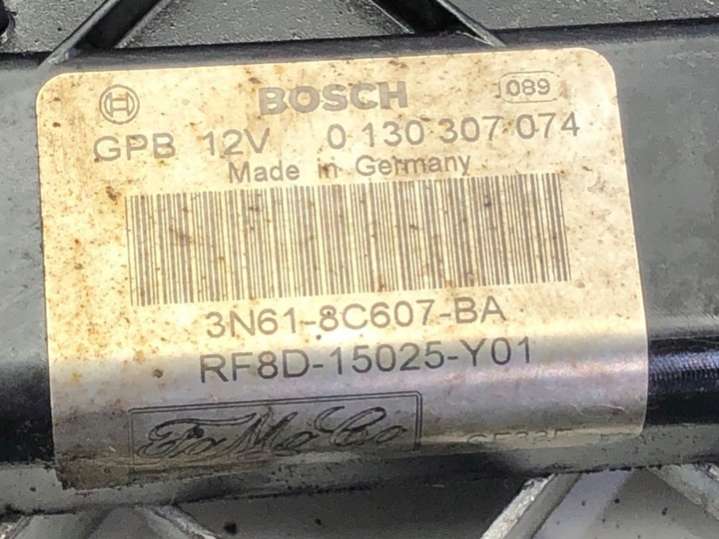 BOSCH 089
GPB 12V 0 130 307 074
Made in Germany
3N61-8C607-BA
RF8D-15025-Y01
FoMoCo